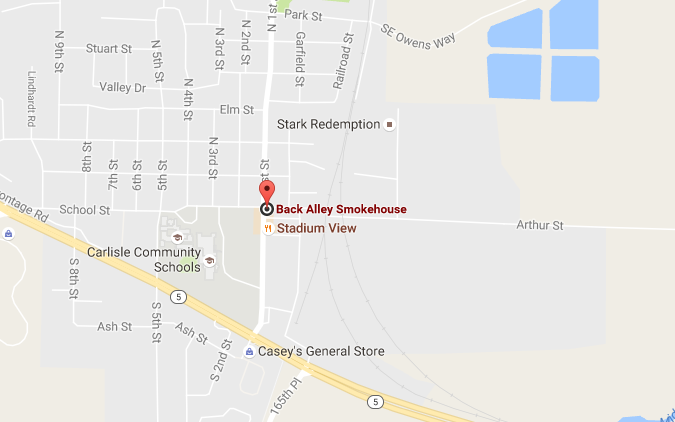 Park St
SE Owens Way
N 9th St
Stuart St
N 5th St
N 3rd St
N 2nd St
1st N
Garfield St
Railroad St
Valley Dr
Lindhardt Rd
N 4th St
Elm St
Stark Redemption
N 3rd St
8th St
7th St
6th St
5th St
1st St
ontage Rd
School St
Back Alley Smokehouse
Stadium View
Arthur St
Carlisle Community
Schools
S 8th St
5
S 5th St
Ash St
Ash St
S 2nd St
Casey's General Store
165th Pl
5